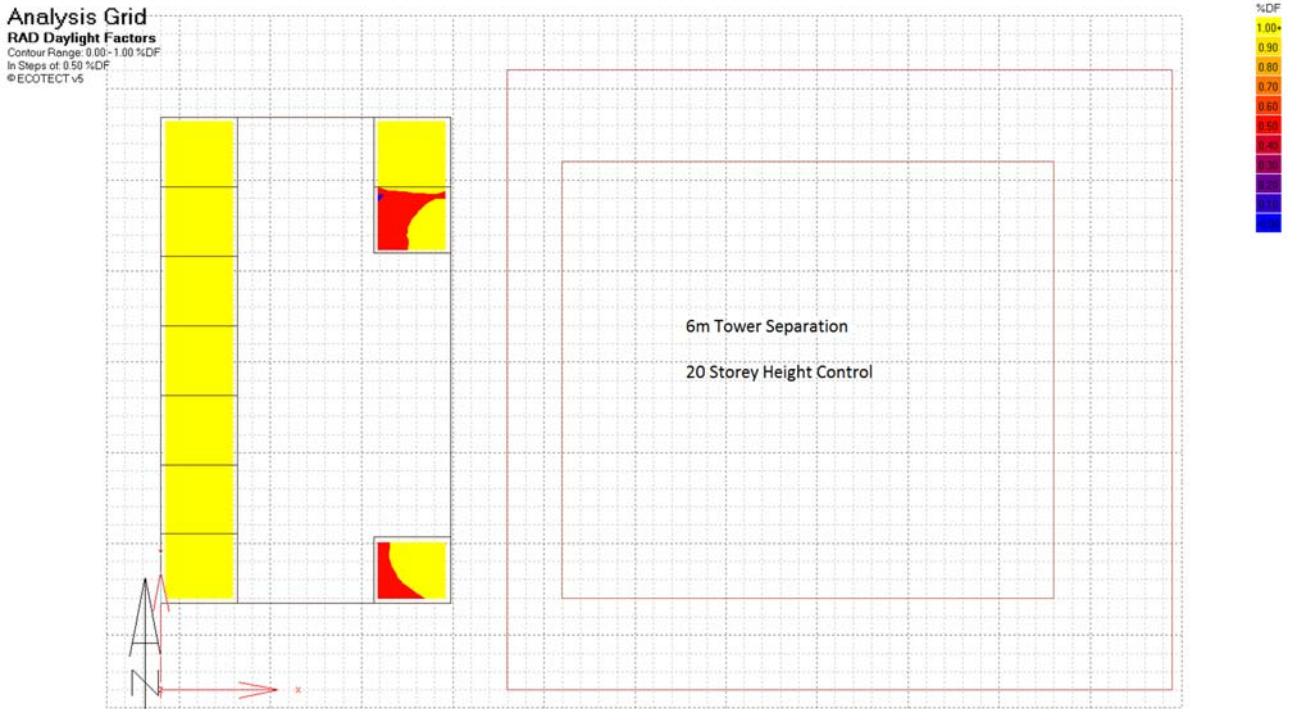 Analysis Grid
RAD Daylight Factors
Contour Range: 0.00 - 1.00 %DF
In Steps of: 0.50 %DF
© ECOTECT v5
%DF
1.00+
0.90
0.80
0.70
0.60
0.50
0.40
0.30
0.20
0.10
6m Tower Separation
20 Storey Height Control
N
x